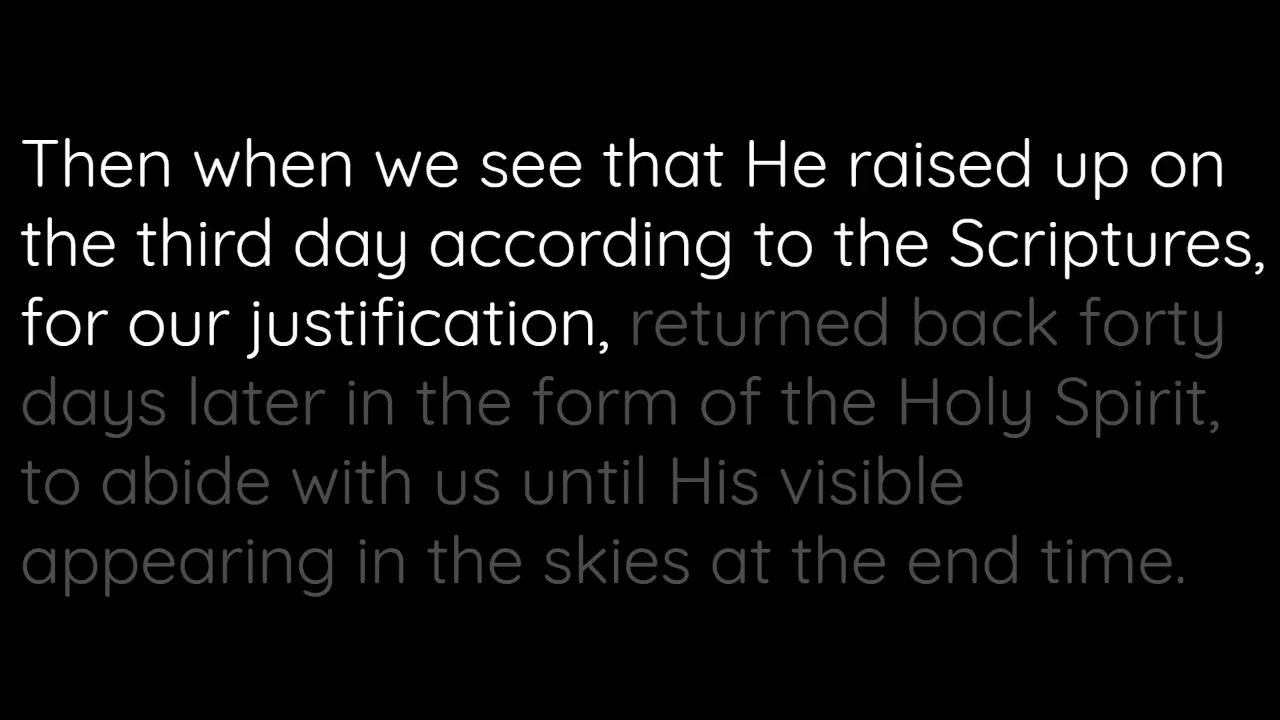 Then when we see that He raised up on
the third day according to the Scriptures,
for our justification, returned back forty
days later in the form of the Holy Spirit,
to abide with us until His visible
appearing in the skies at the end time.